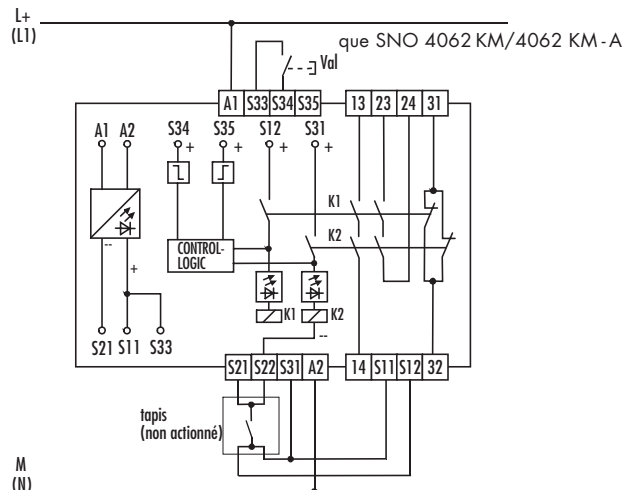 L+
(L1)
que SNO 4062 KM/4062 KM-A
Val
A1 S33 S34 S35 13 23 24 31
A1 A2 S34 S35 S12 S31
+ + + +
K1
K2
CONTROL-
LOGIC
--
+
K1 K2
--
S21 S11 S33
S21 S22 S31 A2 14 S11 S12 32
tapis
(non actionné)
M
(N)